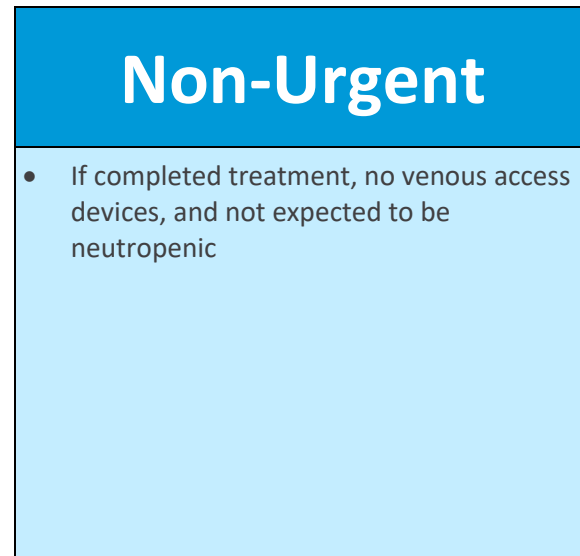 Non-Urgent
• If completed treatment, no venous access
devices, and not expected to be
neutropenic